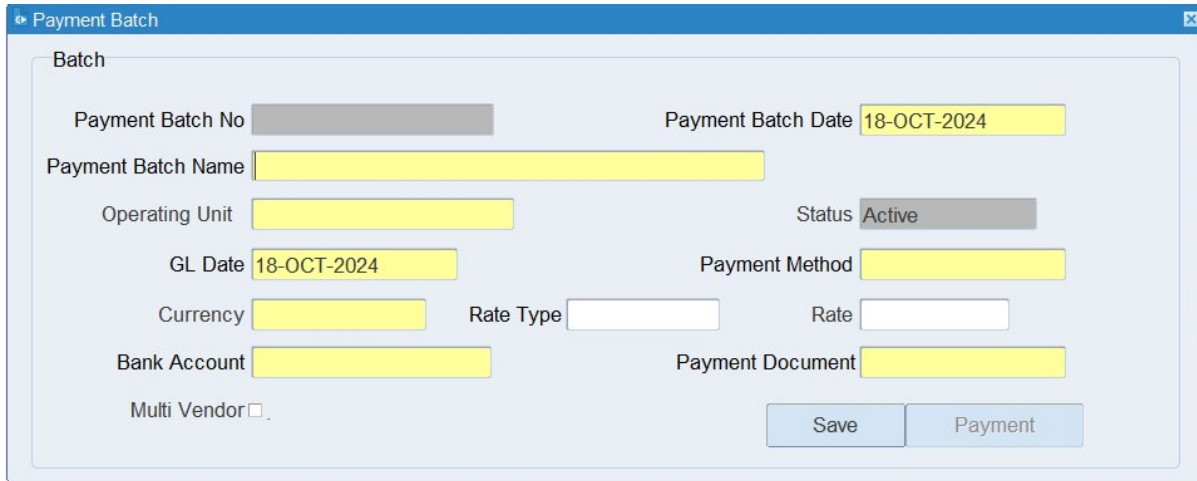 Payment Batch
Batch
Payment Batch No Payment Batch Date 18-OCT-2024
Payment Batch Name
Operating Unit Status Active
GL Date 18-OCT-2024 Payment Method
Currency Rate Type Rate
Bank Account Payment Document
Multi Vendor .
Save Payment